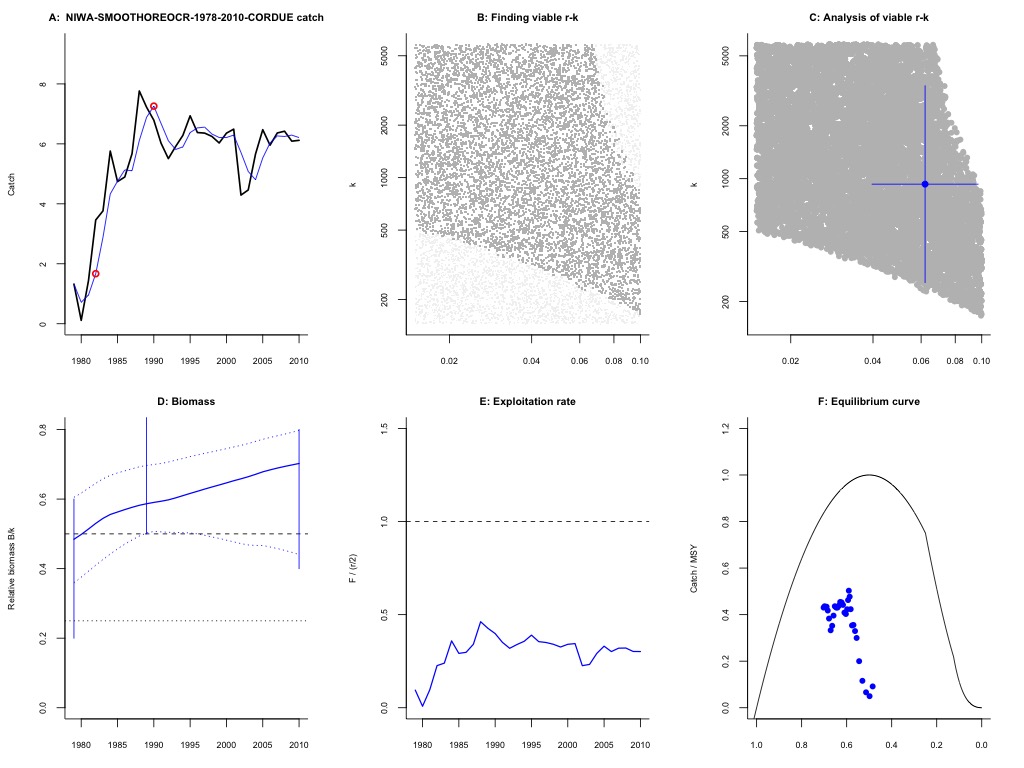 A:  NIWA-SMOOTHOREOCR-1978-2010-CORDUE catch
Catch
0 2 4 6 8
1980 1985 1990 1995 2000 2005 2010
B: Finding viable r-k
k
200 500 1000 2000 5000
0.02 0.04 0.06 0.08 0.10
C: Analysis of viable r-k
k
200 500 1000 2000 5000
0.02 0.04 0.06 0.08 0.10
D: Biomass
Relative biomass B/k
0.0 0.2 0.4 0.6 0.8
1980 1985 1990 1995 2000 2005 2010
E: Exploitation rate
F / (r/2)
0.0 0.5 1.0 1.5
1980 1985 1990 1995 2000 2005 2010
F: Equilibrium curve
Catch / MSY
0.0 0.2 0.4 0.6 0.8 1.0 1.2
1.0 0.8 0.6 0.4 0.2 0.0